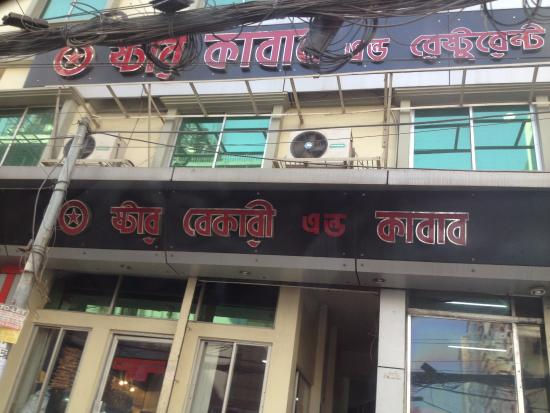 ষ্টার কাবাব এন্ড রেষ্টুরেন্ট
ষ্টার বেকারী এন্ড কাবাব